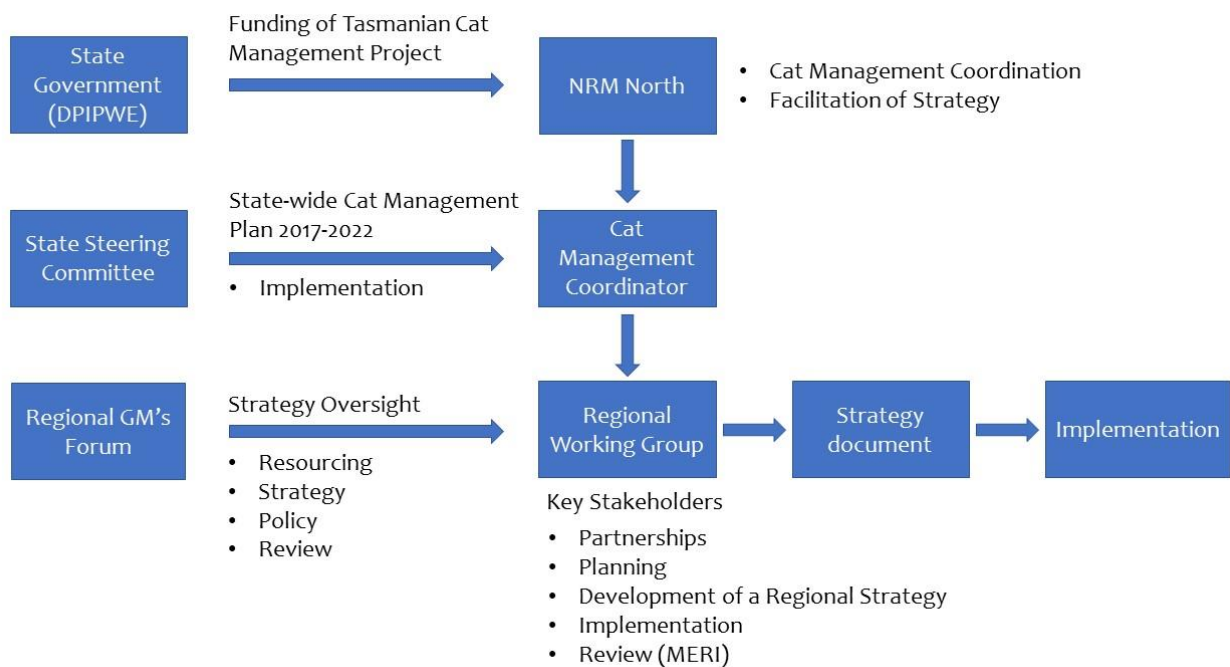 Funding of Tasmanian Cat
Management Project
State
Government
(DPIPWE)
NRM North
• Cat Management Coordination
• Facilitation of Strategy
State-wide Cat Management
Plan 2017-2022
State Steering
Committee
• Implementation
Cat
Management
Coordinator
Regional GM’s
Forum
Strategy Oversight
• Resourcing
• Strategy
• Policy
• Review
Regional
Working Group
Strategy
document
Implementation
Key Stakeholders
• Partnerships
• Planning
• Development of a Regional Strategy
• Implementation
• Review (MERI)